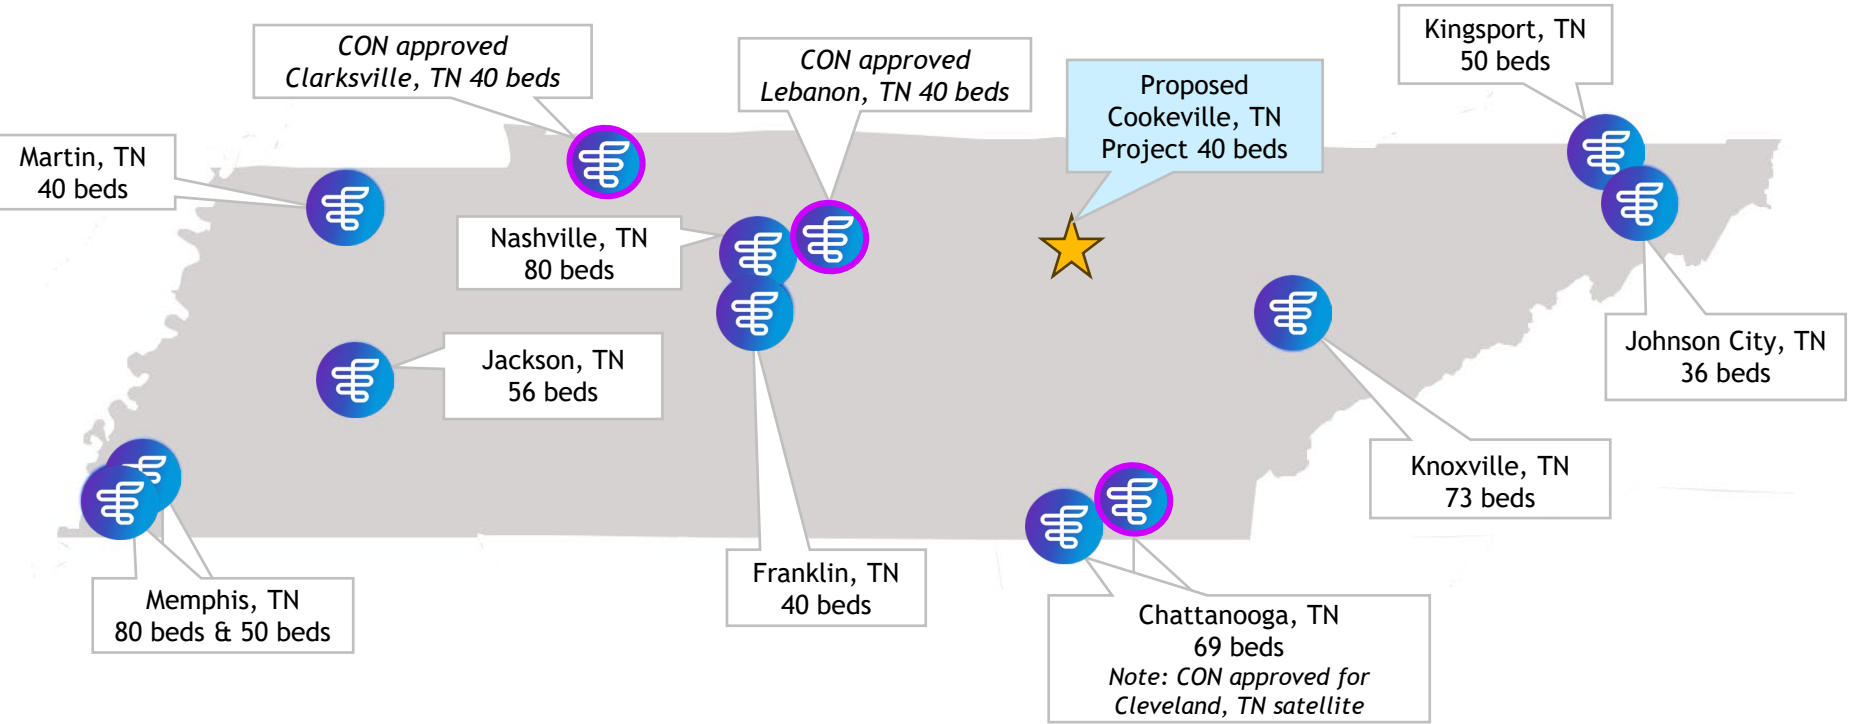 CON approved
Clarksville, TN 40 beds
CON approved
Lebanon, TN 40 beds
Proposed
Cookeville, TN
Project 40 beds
Kingsport, TN
50 beds
Martin, TN
40 beds
Nashville, TN
80 beds
Jackson, TN
56 beds
Johnson City, TN
36 beds
Knoxville, TN
73 beds
Memphis, TN
80 beds & 50 beds
Franklin, TN
40 beds
Chattanooga, TN
69 beds
Note: CON approved for
Cleveland, TN satellite